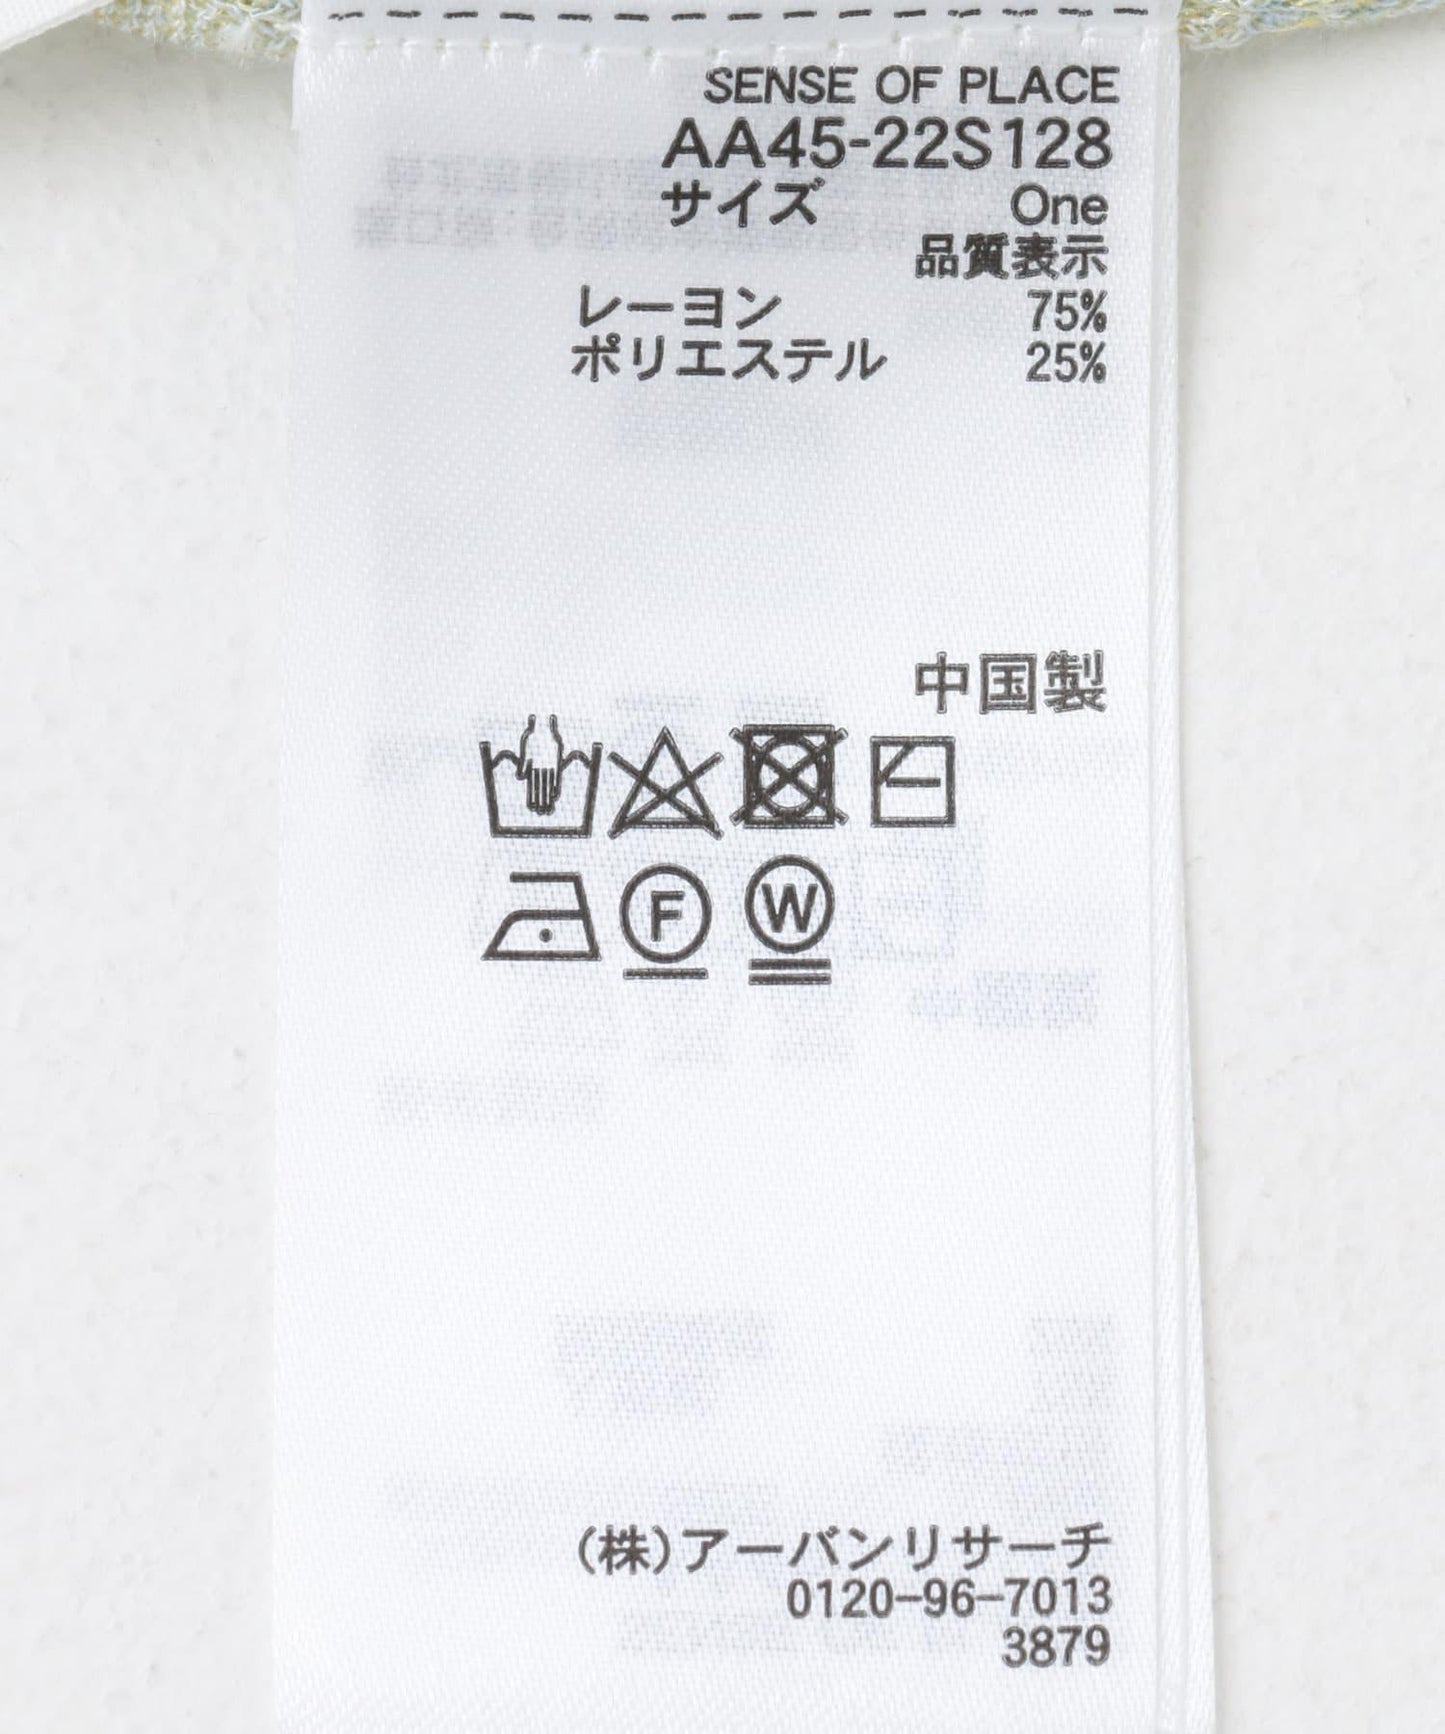 SENSE OF PLACE
AA45-22S128
サイズ One
品質表示
レーヨン 75%
ポリエステル 25%
中国製
F W
(株)アーバンリサーチ
0120-96-7013
3879